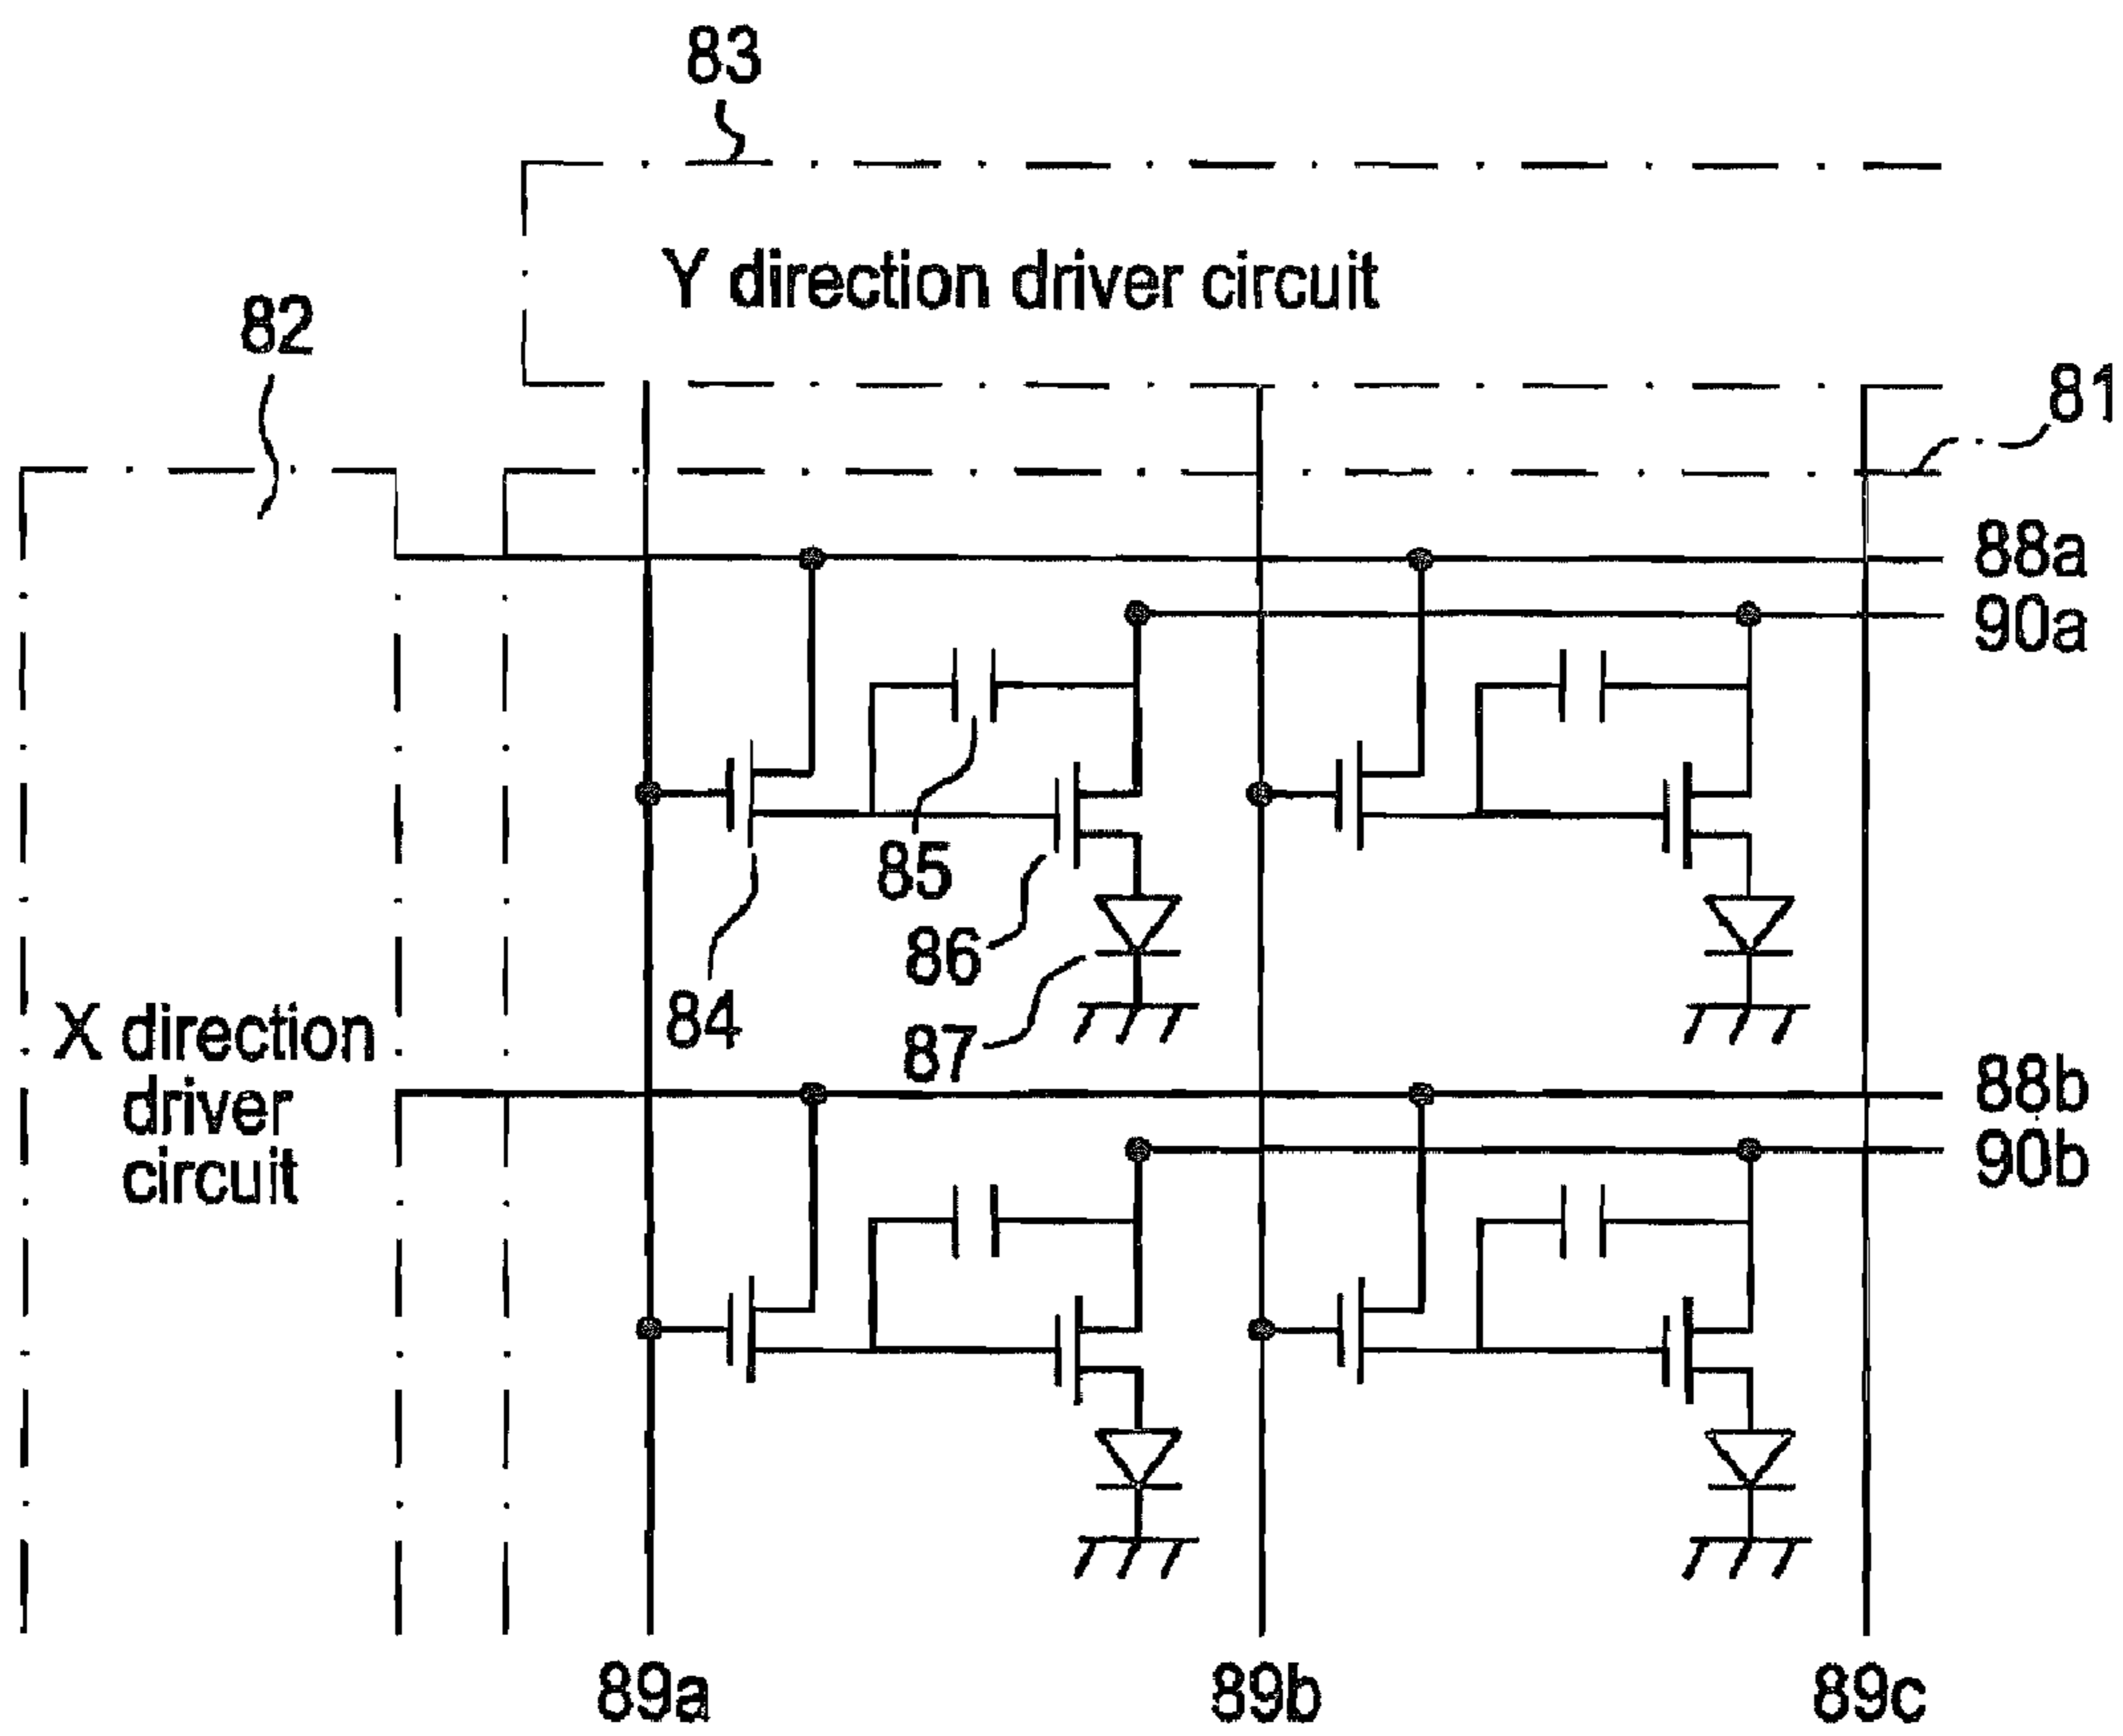 83
Y direction driver circuit
82
81
88a
90a
85
86
84
87
X direction
driver
circuit
88b
90b
89a
89b
89c